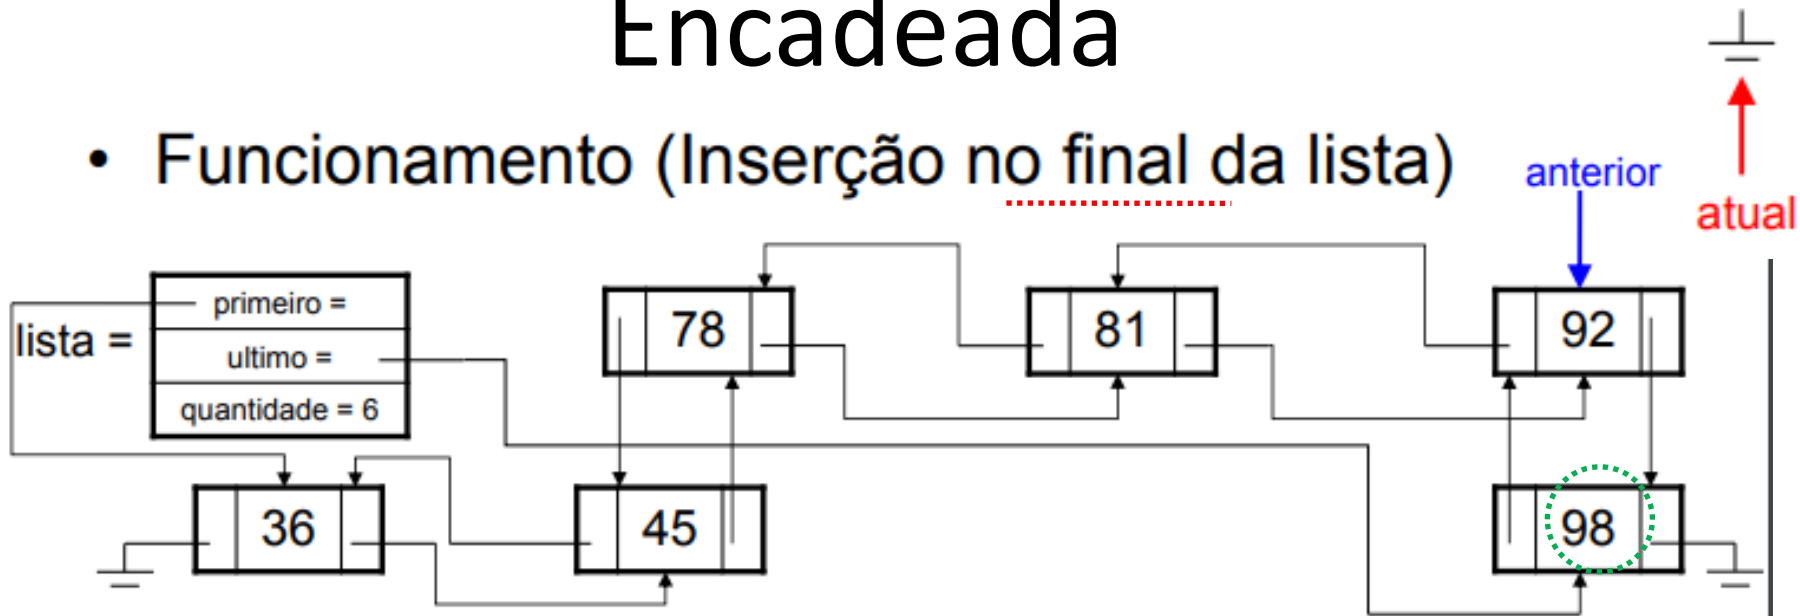 Encadeada
• Funcionamento (Inserção no final da lista)
anterior
atual
lista =
primeiro =
ultimo =
quantidade = 6
78
81
92
36
45
98